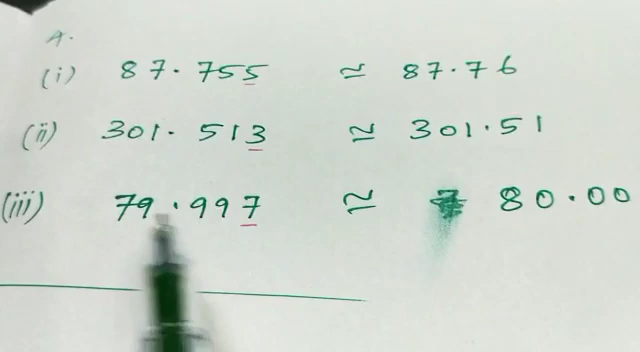 A.
(i) 87.755 ≃ 87.76
(ii) 301.513 ≃ 301.51
(iii) 79.997 ≃ 80.00